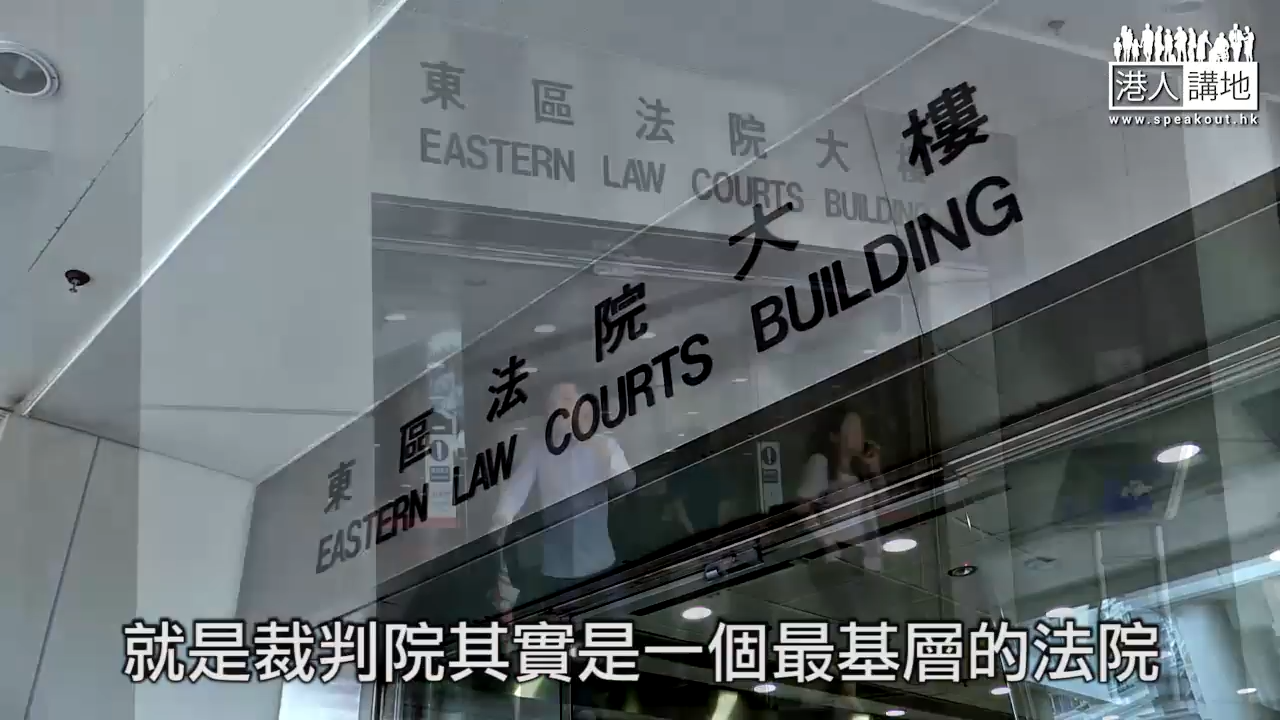 港人講地
www.speakout.hk
東區法院大樓
EASTERN LAW COURTS BUILDING
東區法院大樓
EASTERN LAW COURTS BUILDING
就是裁判院其實是一個最基層的法院